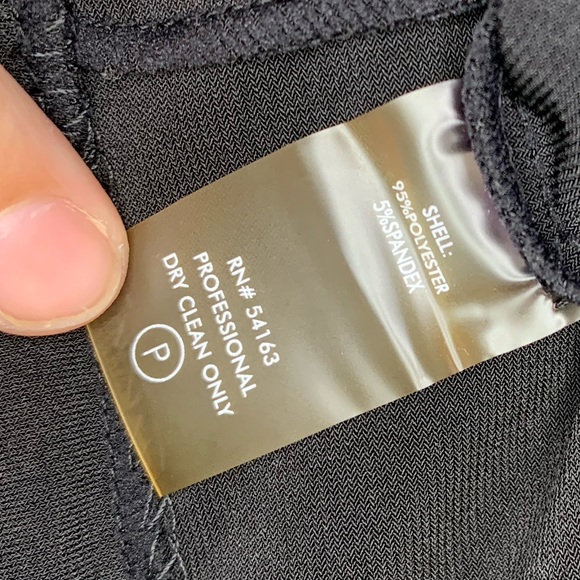 SHELL:
95%POLYESTER
5%SPANDEX
RN# 54163
PROFESSIONAL
DRY CLEAN ONLY
P